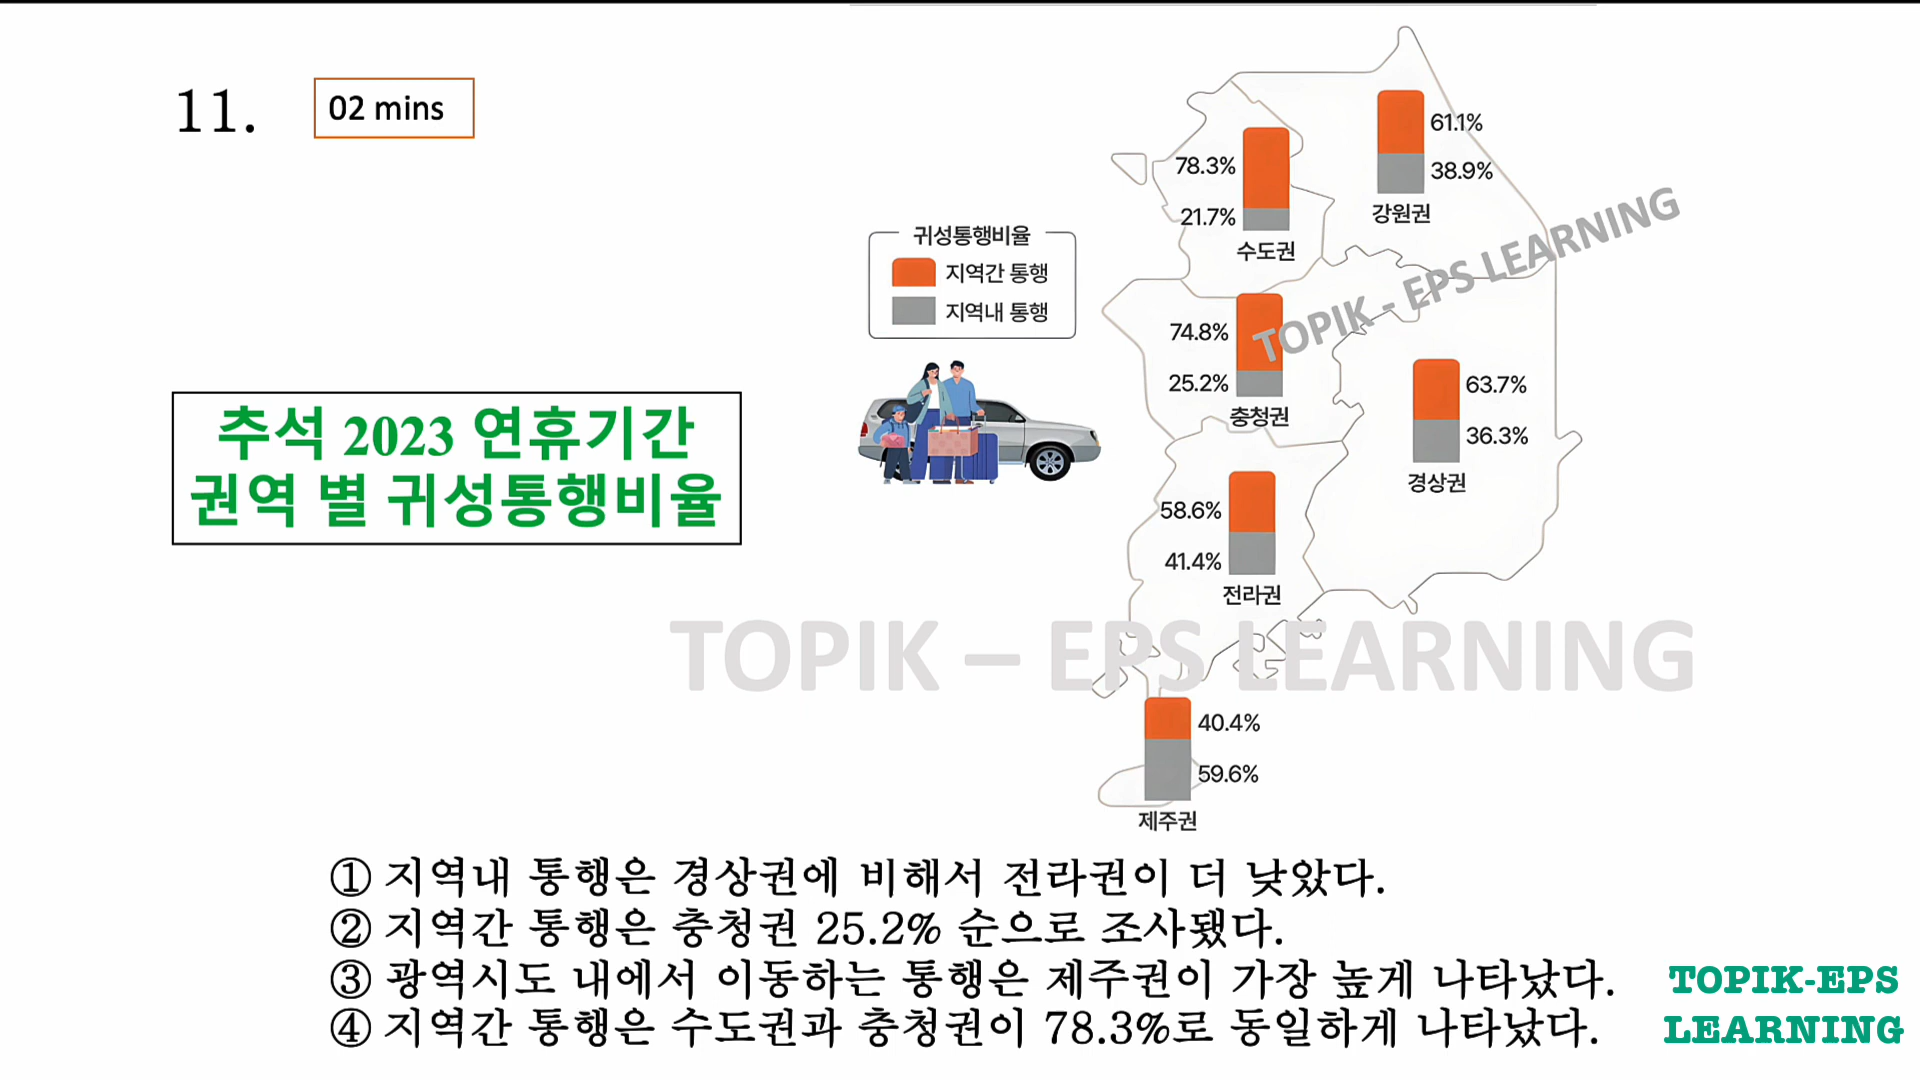 11.
02 mins
추석 2023 연휴기간
권역 별 귀성통행비율
귀성통행비율
지역간 통행
지역내 통행
61.1%
38.9%
강원권
78.3%
21.7%
수도권
74.8%
25.2%
충청권
63.7%
36.3%
경상권
58.6%
41.4%
전라권
40.4%
59.6%
제주권
TOPIK - EPS LEARNING
TOPIK – EPS LEARNING
① 지역내 통행은 경상권에 비해서 전라권이 더 낮았다.
② 지역간 통행은 충청권 25.2% 순으로 조사됐다.
③ 광역시도 내에서 이동하는 통행은 제주권이 가장 높게 나타났다.
④ 지역간 통행은 수도권과 충청권이 78.3%로 동일하게 나타났다.
TOPIK-EPS
LEARNING